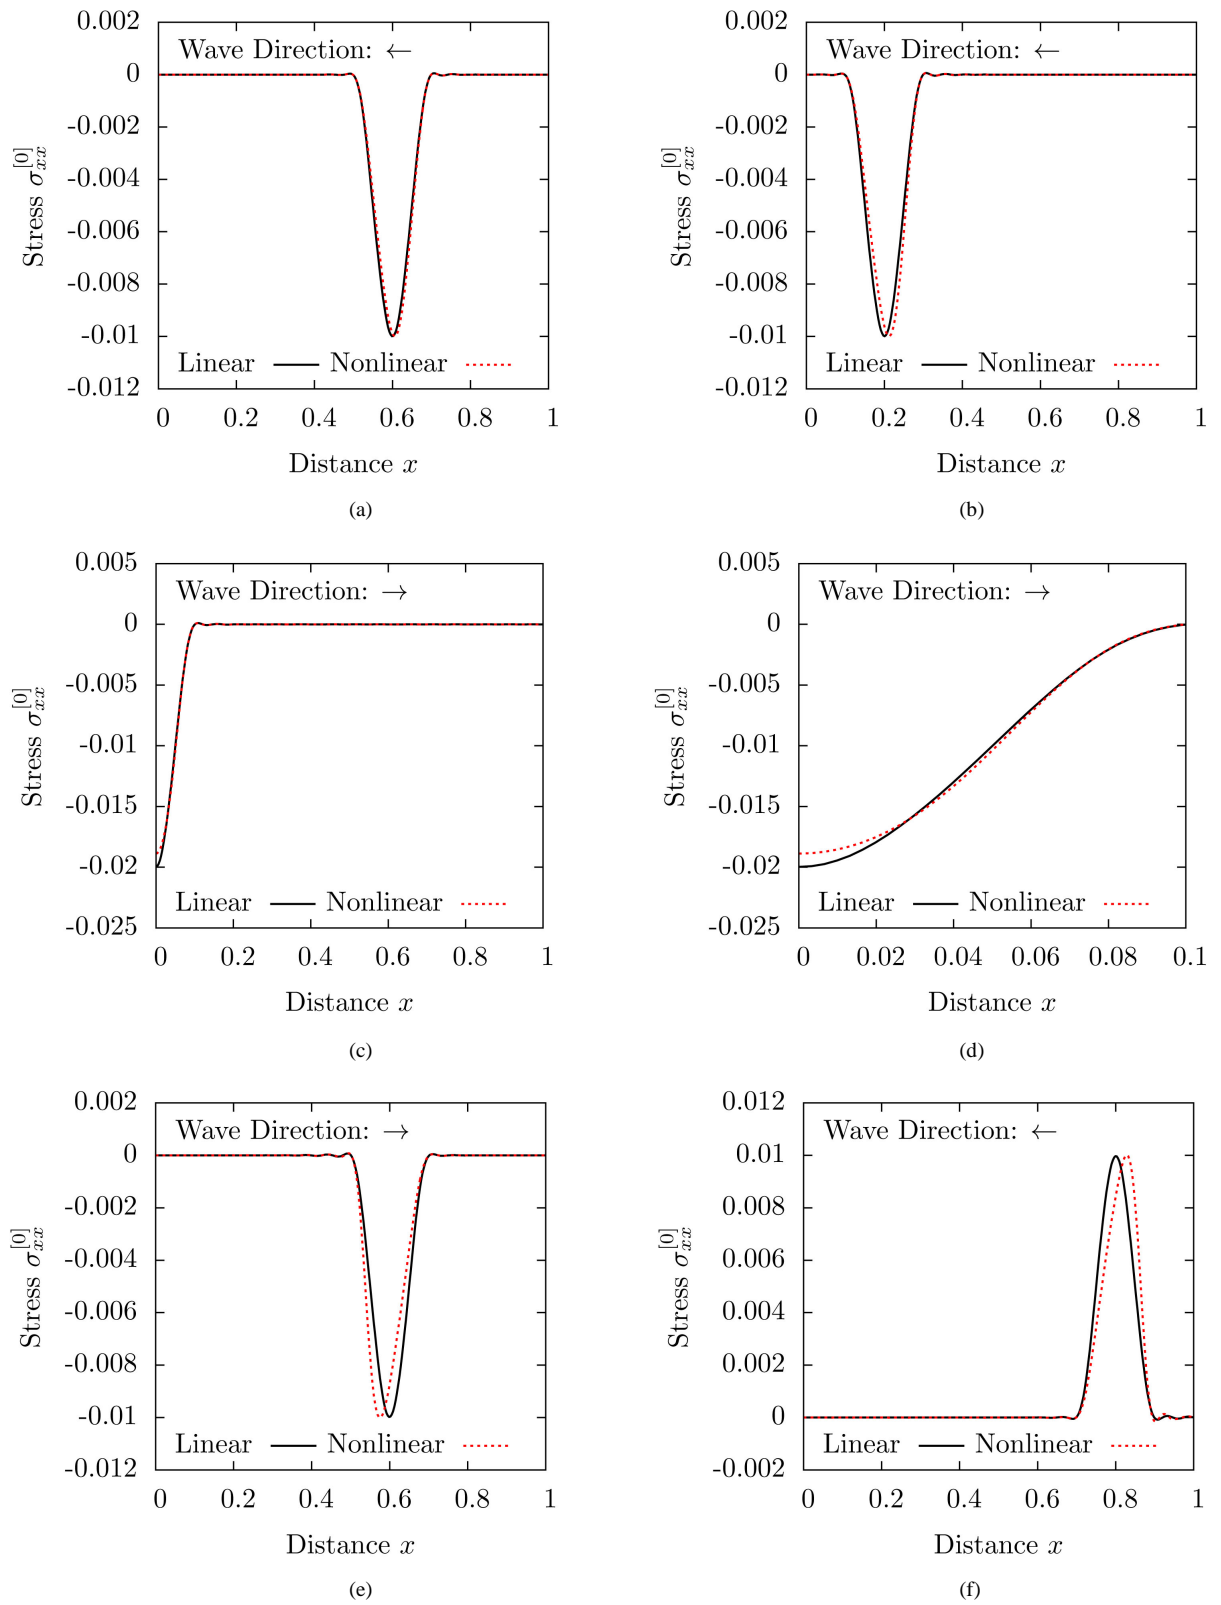 0.002
0
-0.002
-0.004
-0.006
-0.008
-0.01
-0.012
Stress σ_{xx}^{[0]}
Wave Direction: ←
Linear Nonlinear
0 0.2 0.4 0.6 0.8 1
Distance x
(a)
0.002
0
-0.002
-0.004
-0.006
-0.008
-0.01
-0.012
Stress σ_{xx}^{[0]}
Wave Direction: ←
Linear Nonlinear
0 0.2 0.4 0.6 0.8 1
Distance x
(b)
0.005
0
-0.005
-0.01
-0.015
-0.02
-0.025
Stress σ_{xx}^{[0]}
Wave Direction: →
Linear Nonlinear
0 0.2 0.4 0.6 0.8 1
Distance x
(c)
0.005
0
-0.005
-0.01
-0.015
-0.02
-0.025
Stress σ_{xx}^{[0]}
Wave Direction: →
Linear Nonlinear
0 0.02 0.04 0.06 0.08 0.1
Distance x
(d)
0.002
0
-0.002
-0.004
-0.006
-0.008
-0.01
-0.012
Stress σ_{xx}^{[0]}
Wave Direction: →
Linear Nonlinear
0 0.2 0.4 0.6 0.8 1
Distance x
(e)
0.012
0.01
0.008
0.006
0.004
0.002
0
-0.002
Stress σ_{xx}^{[0]}
Wave Direction: ←
Linear Nonlinear
0 0.2 0.4 0.6 0.8 1
Distance x
(f)